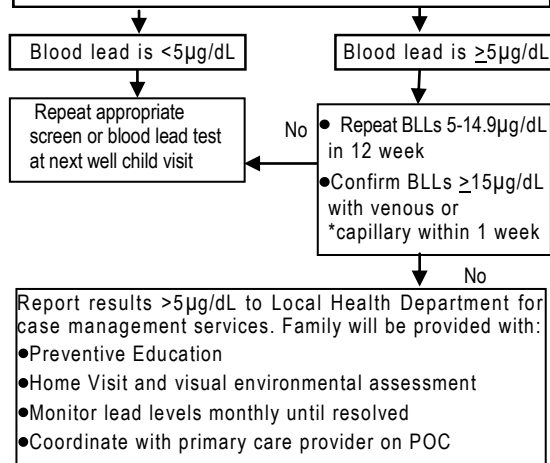 Blood lead is <5µg/dL
Blood lead is ≥5µg/dL
Repeat appropriate
screen or blood lead test
at next well child visit
No
● Repeat BLLs 5-14.9µg/dL
in 12 week
●Confirm BLLs ≥15µg/dL
with venous or
*capillary within 1 week
No
Report results >5µg/dL to Local Health Department for
case management services. Family will be provided with:
●Preventive Education
●Home Visit and visual environmental assessment
●Monitor lead levels monthly until resolved
●Coordinate with primary care provider on POC